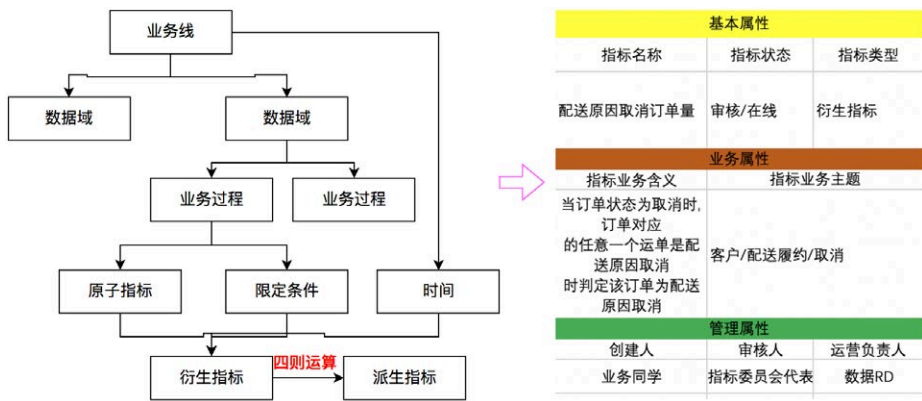 业务线
数据域
数据域
业务过程
业务过程
原子指标
限定条件
时间
四则运算
衍生指标
派生指标
基本属性
指标名称
指标状态
指标类型
配送原因取消订单量
审核/在线
衍生指标
业务属性
指标业务含义
指标业务主题
当订单状态为取消时,
订单对应
的任意一个运单是配
送原因取消
时判定该订单为配送
原因取消
客户/配送履约/取消
管理属性
创建人
审核人
运营负责人
业务同学
指标委员会代表
数据RD